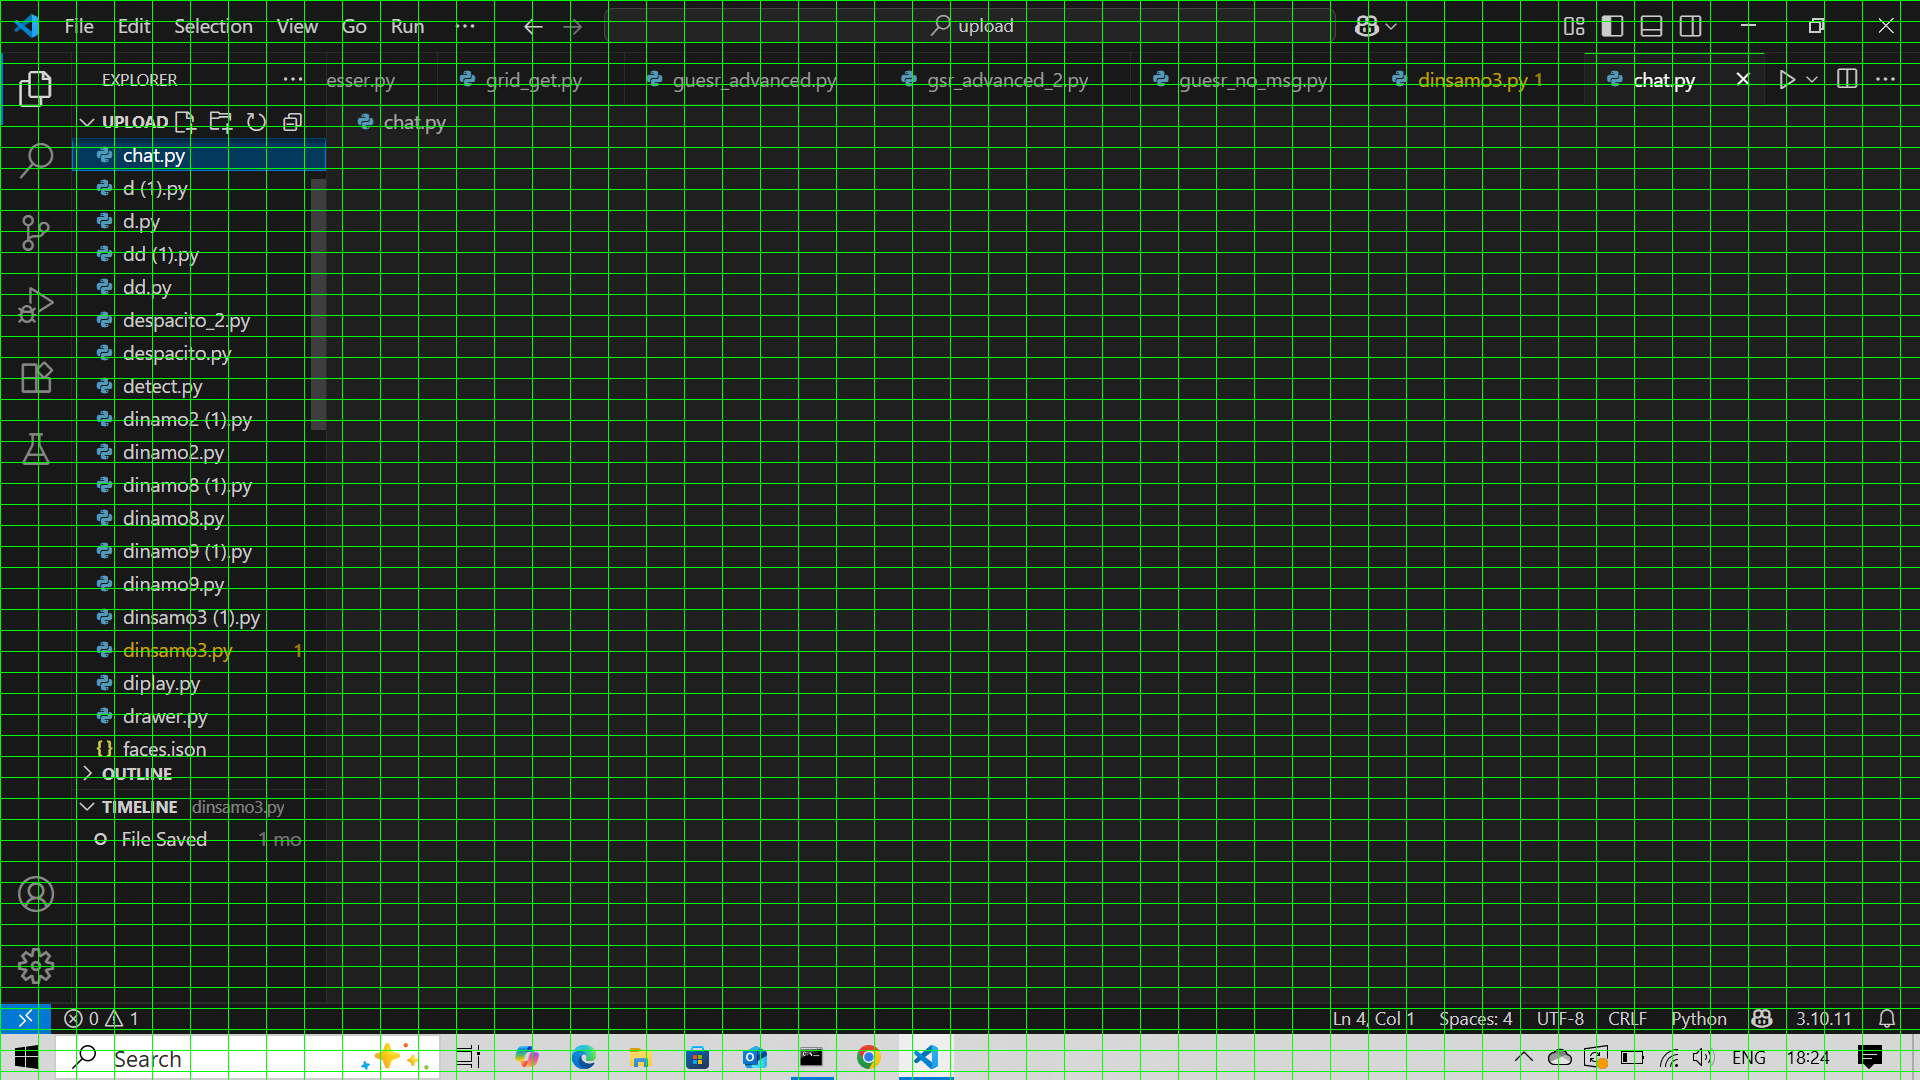 File Edit Selection View Go Run ··· upload
EXPLORER ··· esser.py grid_get.py guesr_advanced.py gsr_advanced_2.py guesr_no_msg.py dinsamo3.py 1 chat.py
UPLOAD chat.py
chat.py
d (1).py
d.py
dd (1).py
dd.py
despacito_2.py
despacito.py
detect.py
dinamo2 (1).py
dinamo2.py
dinamo8 (1).py
dinamo8.py
dinamo9 (1).py
dinamo9.py
dinsamo3 (1).py
dinsamo3.py 1
diplay.py
drawer.py
{} faces.json
OUTLINE
TIMELINE dinsamo3.py
File Saved 1 mo
0 1 Ln 4, Col 1 Spaces: 4 UTF-8 CRLF Python 3.10.11
Search ENG 18:24